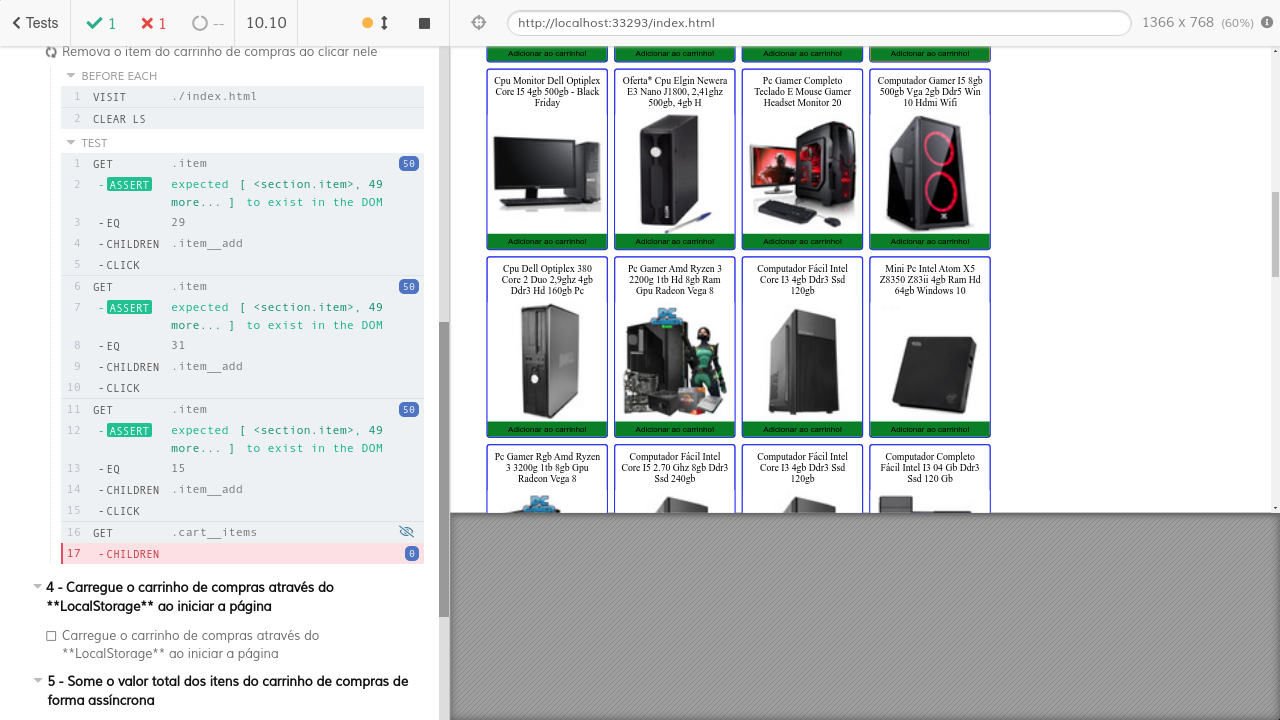 Tests
1
1
--
10.10
http://localhost:33293/index.html
1366 x 768 (60%)
Remova o item do carrinho de compras ao clicar nele
BEFORE EACH
1 VISIT ./index.html
2 CLEAR LS
TEST
1 GET .item 50
2 -ASSERT expected [ <section.item>, 49
more... ] to exist in the DOM
3 -EQ 29
4 -CHILDREN .item__add
5 -CLICK
6 GET .item 50
7 -ASSERT expected [ <section.item>, 49
more... ] to exist in the DOM
8 -EQ 31
9 -CHILDREN .item__add
10 -CLICK
11 GET .item 50
12 -ASSERT expected [ <section.item>, 49
more... ] to exist in the DOM
13 -EQ 15
14 -CHILDREN .item__add
15 -CLICK
16 GET .cart__items
17 -CHILDREN 0
4 - Carregue o carrinho de compras através do
**LocalStorage** ao iniciar a página
Carregue o carrinho de compras através do
**LocalStorage** ao iniciar a página
5 - Some o valor total dos itens do carrinho de compras de
forma assíncrona
Adicionar ao carrinho! Adicionar ao carrinho! Adicionar ao carrinho! Adicionar ao carrinho!
Cpu Monitor Dell Optiplex
Core I5 4gb 500gb - Black
Friday
Oferta* Cpu Elgin Newera
E3 Nano J1800, 2,41ghz
500gb, 4gb H
Pc Gamer Completo
Teclado E Mouse Gamer
Headset Monitor 20
Computador Gamer I5 8gb
500gb Vga 2gb Ddr5 Win
10 Hdmi Wifi
Adicionar ao carrinho! Adicionar ao carrinho! Adicionar ao carrinho! Adicionar ao carrinho!
Cpu Dell Optiplex 380
Core 2 Duo 2,9ghz 4gb
Ddr3 Hd 160gb Pc
Pc Gamer Amd Ryzen 3
2200g 1tb Hd 8gb Ram
Gpu Radeon Vega 8
Computador Fácil Intel
Core I3 4gb Ddr3 Ssd
120gb
Mini Pc Intel Atom X5
Z8350 Z83ii 4gb Ram Hd
64gb Windows 10
Adicionar ao carrinho! Adicionar ao carrinho! Adicionar ao carrinho! Adicionar ao carrinho!
Pc Gamer Rgb Amd Ryzen
3 3200g 1tb 8gb Gpu
Radeon Vega 8
Computador Fácil Intel
Core I5 2.70 Ghz 8gb Ddr3
Ssd 240gb
Computador Fácil Intel
Core I3 4gb Ddr3 Ssd
120gb
Computador Completo
Fácil Intel I3 04 Gb Ddr3
Ssd 120 Gb